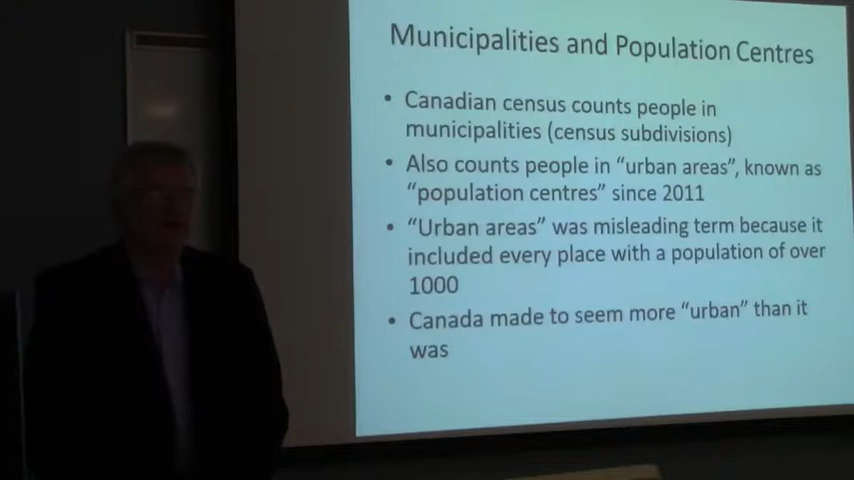 Municipalities and Population Centres
• Canadian census counts people in
municipalities (census subdivisions)
• Also counts people in “urban areas”, known as
“population centres” since 2011
• “Urban areas” was misleading term because it
included every place with a population of over
1000
• Canada made to seem more “urban” than it
was